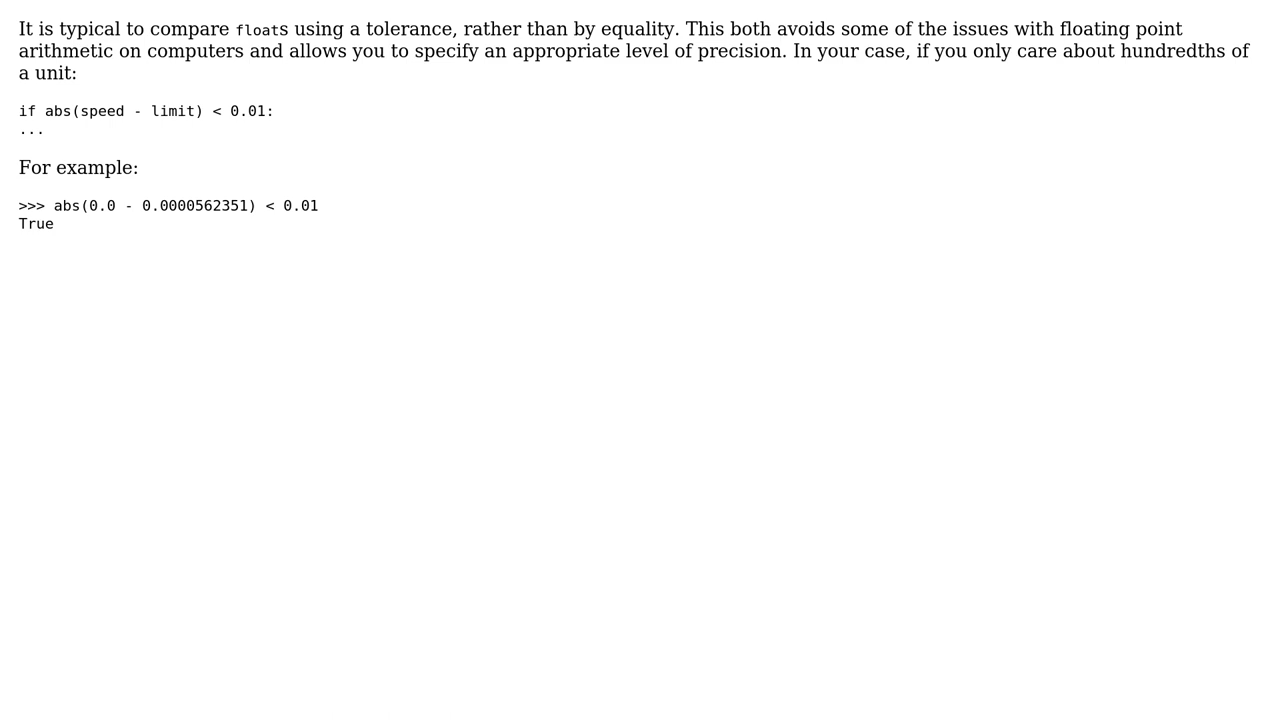 It is typical to compare floats using a tolerance, rather than by equality. This both avoids some of the issues with floating point
arithmetic on computers and allows you to specify an appropriate level of precision. In your case, if you only care about hundredths of
a unit:
if abs(speed - limit) < 0.01:
...
For example:
>>> abs(0.0 - 0.0000562351) < 0.01
True